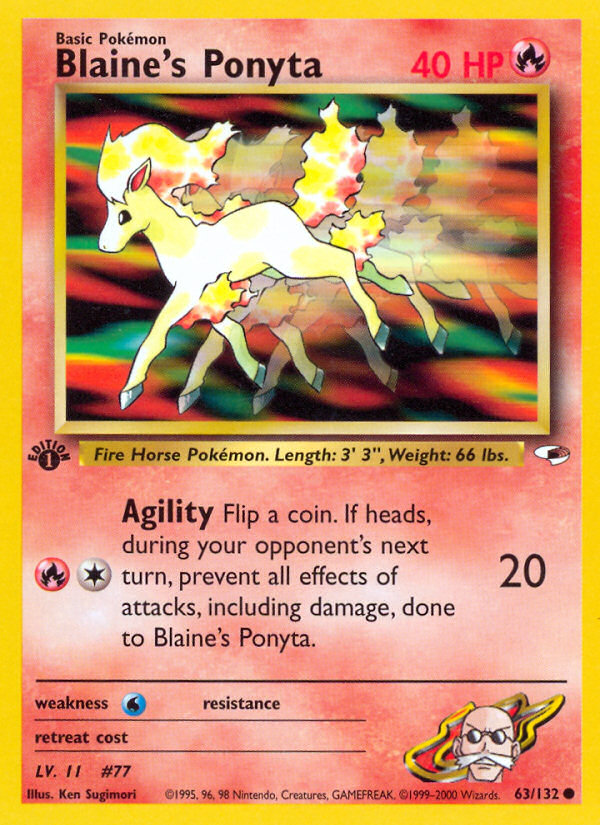 Basic Pokémon
Blaine's Ponyta
40 HP
EDITION
1
Fire Horse Pokémon. Length: 3' 3", Weight: 66 lbs.
Agility Flip a coin. If heads,
during your opponent's next
turn, prevent all effects of
attacks, including damage, done
to Blaine's Ponyta.
20
weakness
resistance
retreat cost
LV. 11 #77
Illus. Ken Sugimori
©1995, 96, 98 Nintendo, Creatures, GAMEFREAK. ©1999-2000 Wizards.
63/132